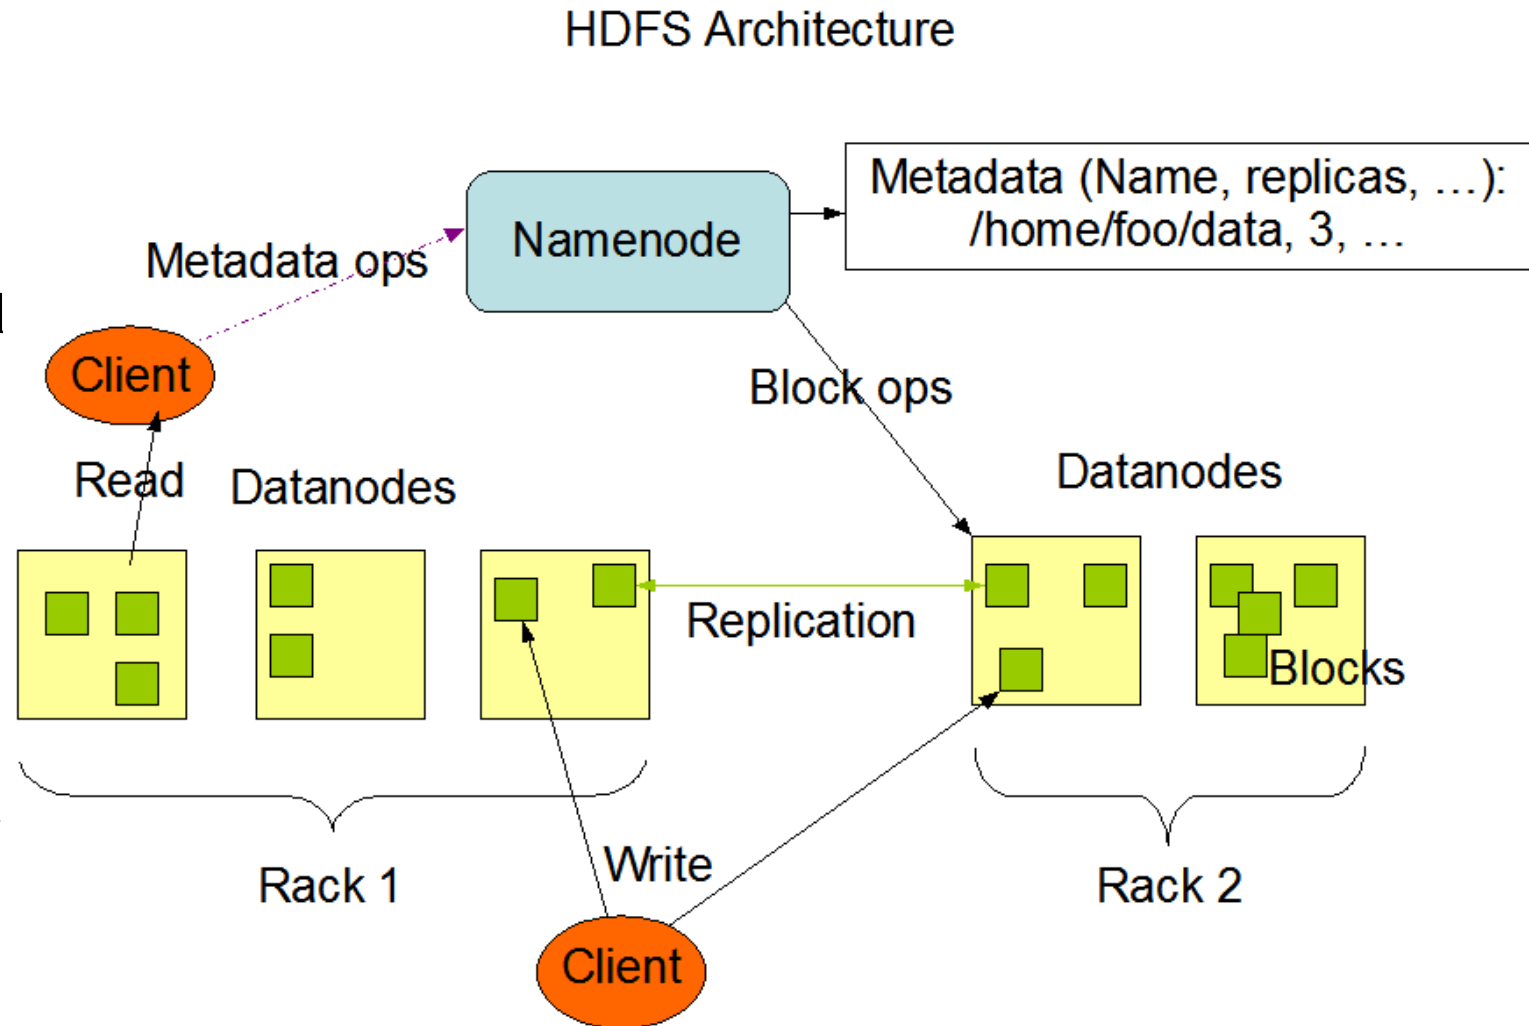 HDFS Architecture
Metadata (Name, replicas, …):
/home/foo/data, 3, …
Namenode
Metadata ops
Client
Block ops
Read
Datanodes
Datanodes
Replication
Blocks
Rack 1
Write
Rack 2
Client